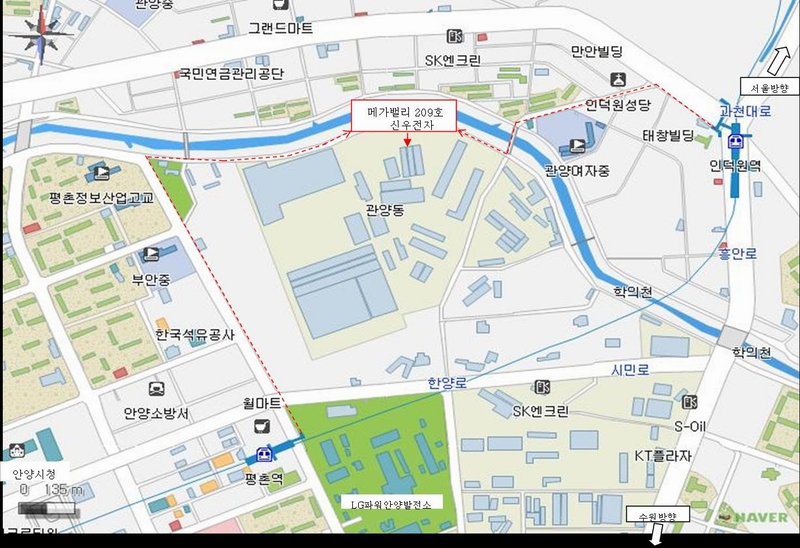 관양중
그랜드마트
SK엔크린
만안빌딩
국민연금관리공단
서울방향
메가밸리 209호
신우전자
인덕원성당
과천대로
태창빌딩
인덕원역
관양여자중
평촌정보산업고교
관양동
부안중
흥안로
학의천
한국석유공사
학의천
시민로
한양로
안양소방서
월마트
SK엔크린
S-Oil
KT플라자
안양시청
평촌역
0 135 m
LG파워안양발전소
수원방향
NAVER